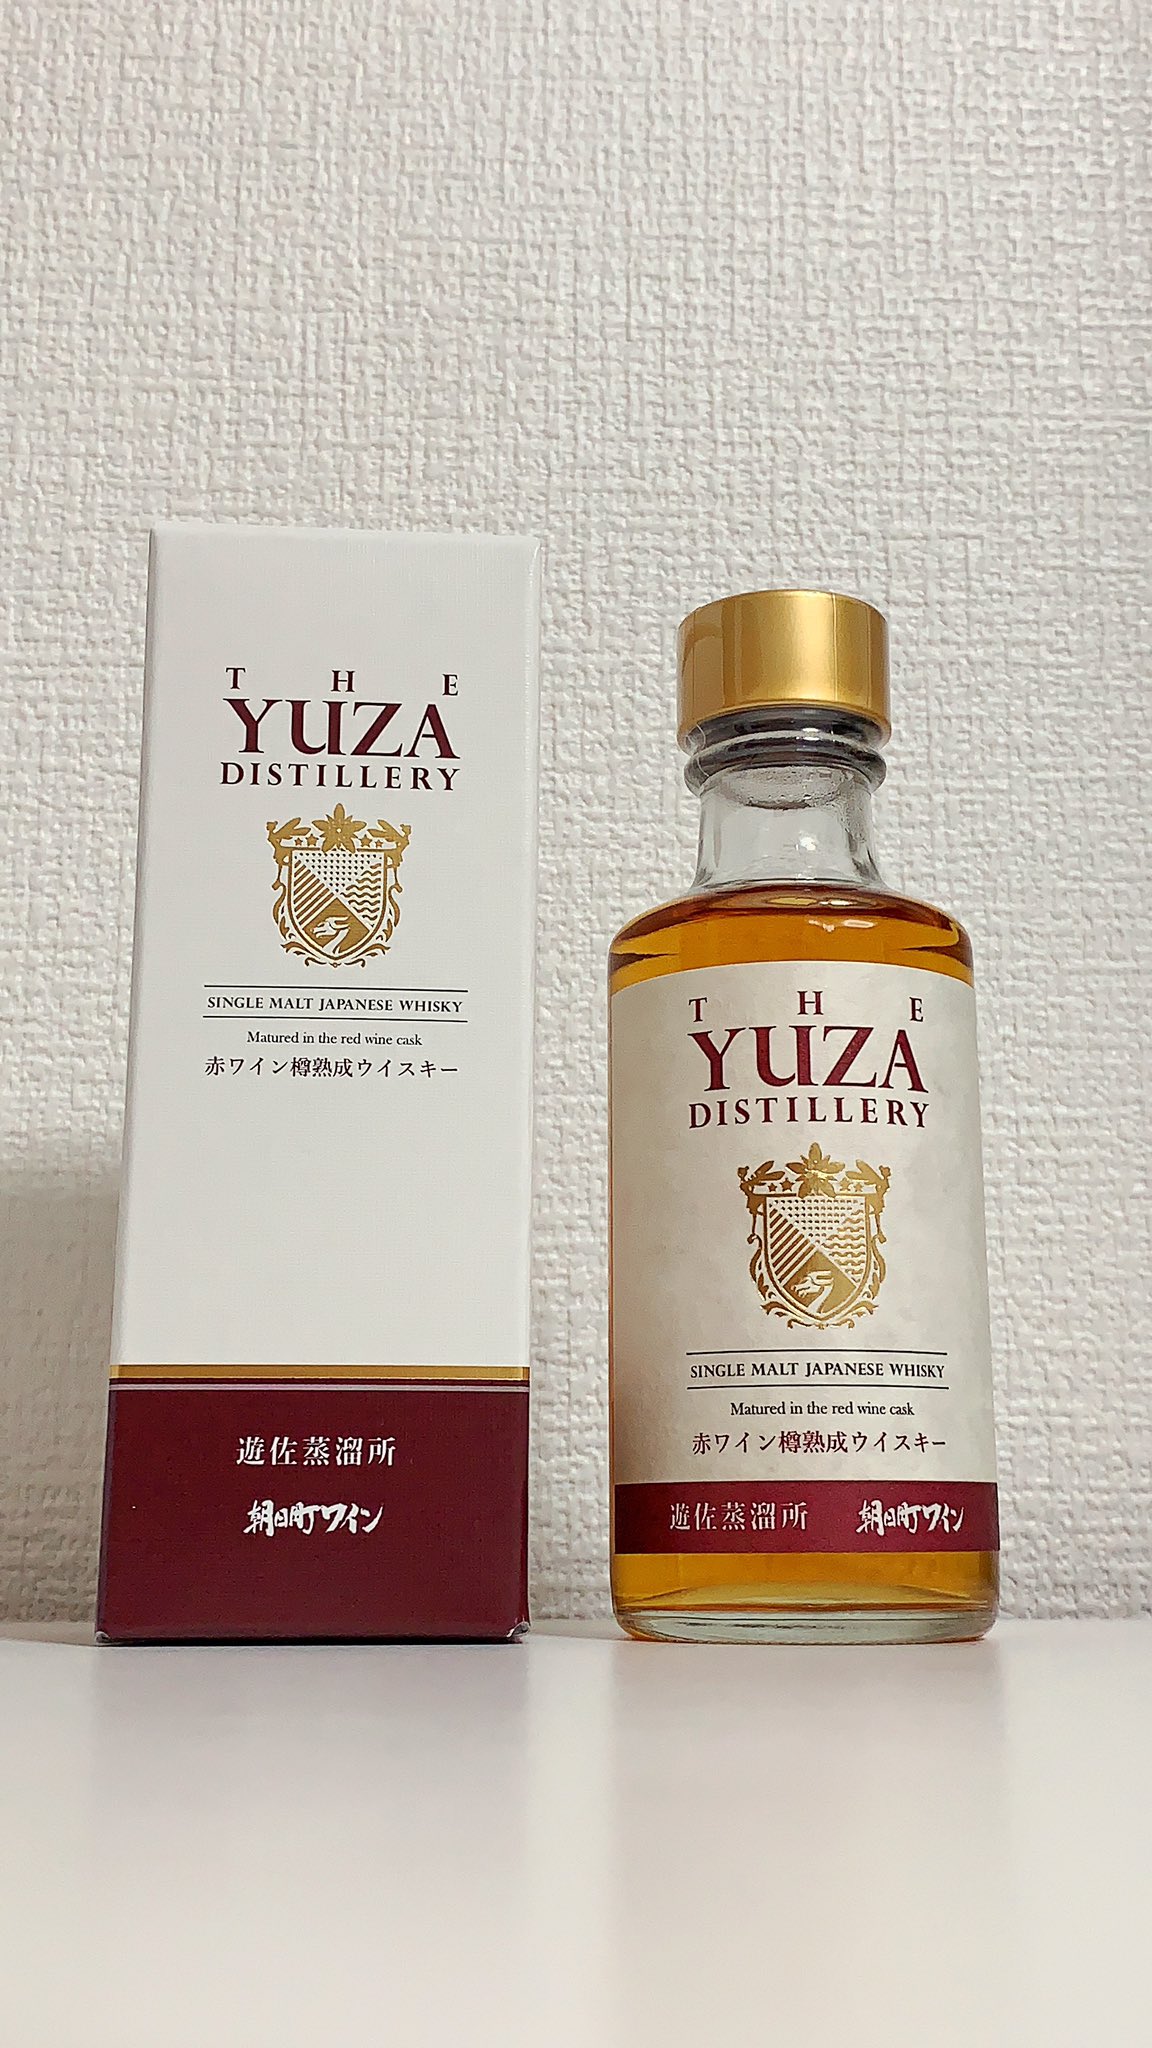 THE
YUZA
DISTILLERY
SINGLE MALT JAPANESE WHISKY
Matured in the red wine cask
赤ワイン樽熟成ウイスキー
遊佐蒸溜所
朝日町ワイン
THE
YUZA
DISTILLERY
SINGLE MALT JAPANESE WHISKY
Matured in the red wine cask
赤ワイン樽熟成ウイスキー
遊佐蒸溜所 朝日町ワイン